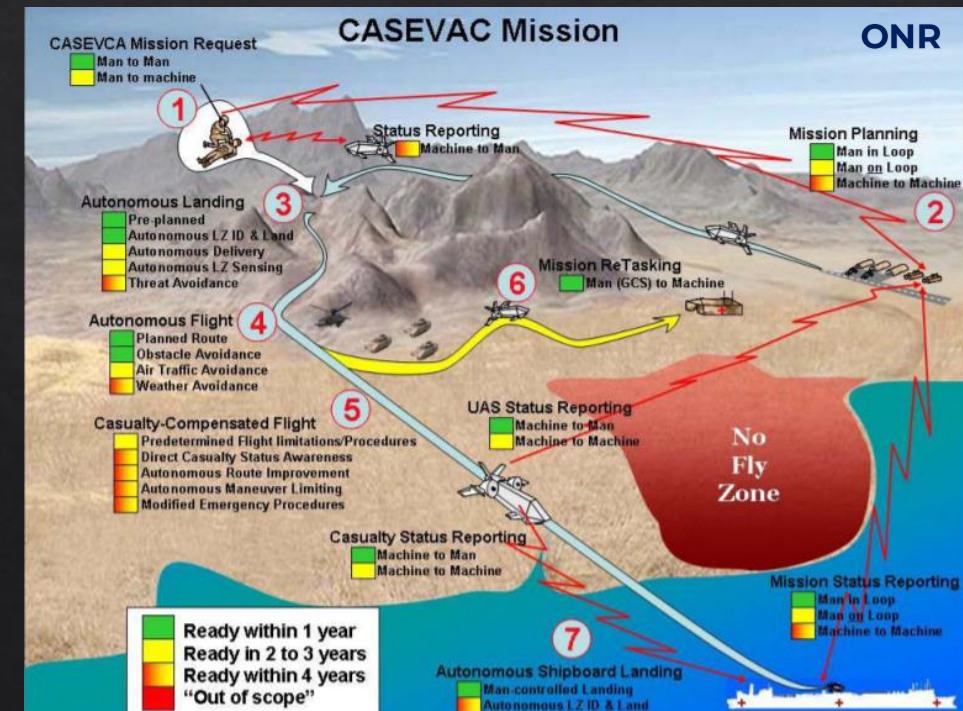 CASEVAC Mission
ONR
CASEVCA Mission Request
Man to Man
Man to machine
1
Status Reporting
Machine to Man
Mission Planning
Man in Loop
Man on Loop
Machine to Machine
2
3
Autonomous Landing
Pre-planned
Autonomous LZ ID & Land
Autonomous Delivery
Autonomous LZ Sensing
Threat Avoidance
6
Mission ReTasking
Man (GCS) to Machine
4
Autonomous Flight
Planned Route
Obstacle Avoidance
Air Traffic Avoidance
Weather Avoidance
5
Casualty-Compensated Flight
Predetermined Flight limitations/Procedures
Direct Casualty Status Awareness
Autonomous Route Improvement
Autonomous Maneuver Limiting
Modified Emergency Procedures
UAS Status Reporting
Machine to Man
Machine to Machine
No
Fly
Zone
Casualty Status Reporting
Machine to Man
Machine to Machine
Mission Status Reporting
Man in Loop
Man on Loop
Machine to Machine
7
Autonomous Shipboard Landing
Man-controlled Landing
Autonomous LZ ID & Land
Ready within 1 year
Ready in 2 to 3 years
Ready within 4 years
“Out of scope”